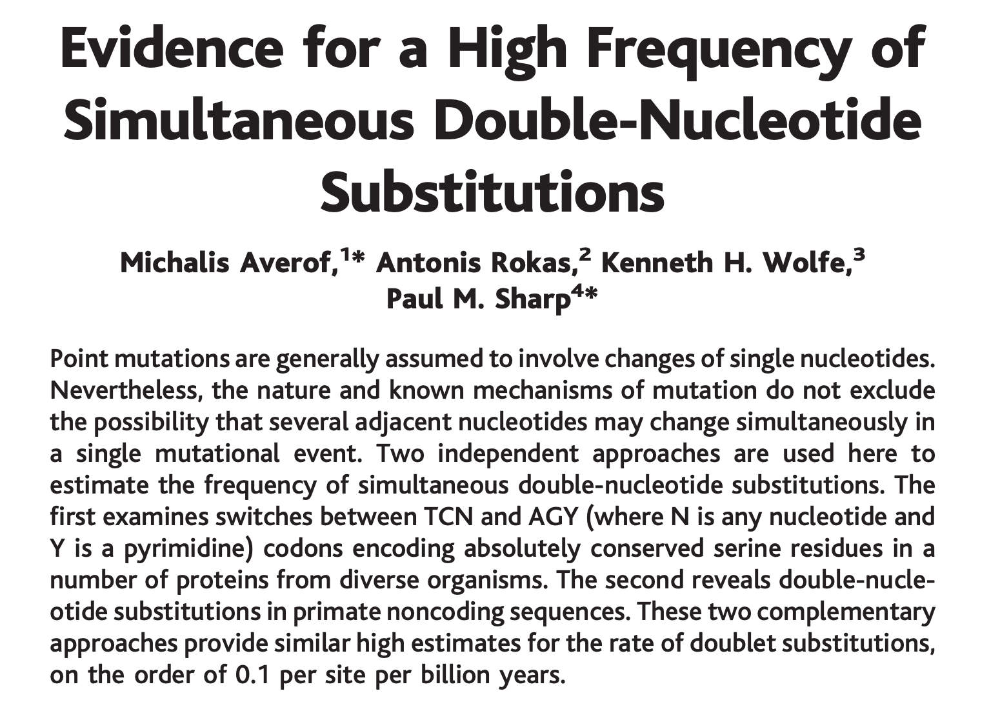 Evidence for a High Frequency of
Simultaneous Double-Nucleotide
Substitutions
Michalis Averof,¹* Antonis Rokas,² Kenneth H. Wolfe,³
Paul M. Sharp⁴*
Point mutations are generally assumed to involve changes of single nucleotides.
Nevertheless, the nature and known mechanisms of mutation do not exclude
the possibility that several adjacent nucleotides may change simultaneously in
a single mutational event. Two independent approaches are used here to
estimate the frequency of simultaneous double-nucleotide substitutions. The
first examines switches between TCN and AGY (where N is any nucleotide and
Y is a pyrimidine) codons encoding absolutely conserved serine residues in a
number of proteins from diverse organisms. The second reveals double-nucle-
otide substitutions in primate noncoding sequences. These two complementary
approaches provide similar high estimates for the rate of doublet substitutions,
on the order of 0.1 per site per billion years.